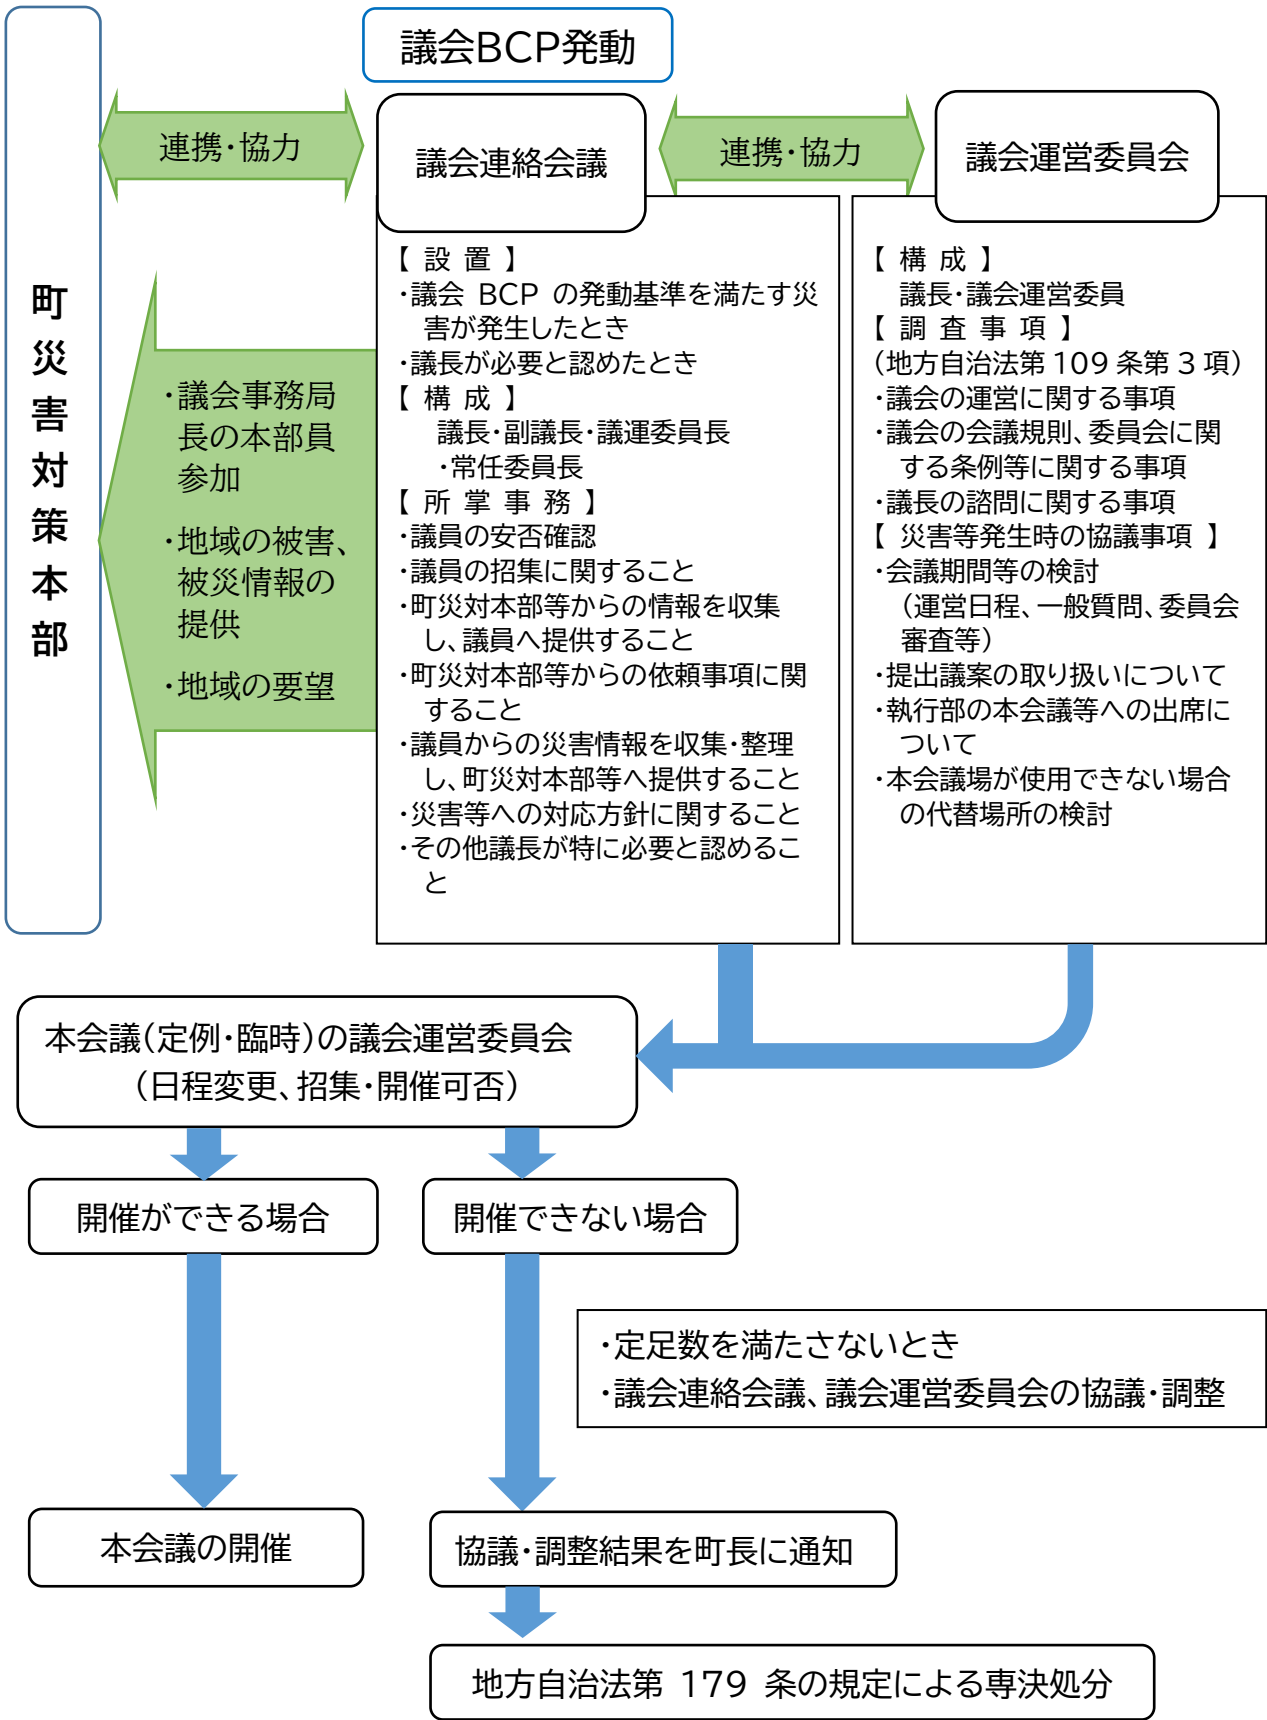 議会BCP発動
町災害対策本部
連携・協力
議会連絡会議
連携・協力
議会運営委員会
・議会事務局
長の本部員
参加
・地域の被害、
被災情報の
提供
・地域の要望
【 設 置 】
・議会 BCP の発動基準を満たす災
害が発生したとき
・議長が必要と認めたとき
【 構 成 】
議長・副議長・議運委員長
・常任委員長
【 所 掌 事 務 】
・議員の安否確認
・議員の招集に関すること
・町災対本部等からの情報を収集
し、議員へ提供すること
・町災対本部等からの依頼事項に関
すること
・議員からの災害情報を収集・整理
し、町災対本部等へ提供すること
・災害等への対応方針に関すること
・その他議長が特に必要と認めるこ
と
【 構 成 】
議長・議会運営委員
【 調 査 事 項 】
（地方自治法第 109 条第 3 項）
・議会の運営に関する事項
・議会の会議規則、委員会に関
する条例等に関する事項
・議長の諮問に関する事項
【 災害等発生時の協議事項 】
・会議期間等の検討
（運営日程、一般質問、委員会
審査等）
・提出議案の取り扱いについて
・執行部の本会議等への出席に
ついて
・本会議場が使用できない場合
の代替場所の検討
本会議（定例・臨時）の議会運営委員会
（日程変更、招集・開催可否）
開催ができる場合
開催できない場合
・定足数を満たさないとき
・議会連絡会議、議会運営委員会の協議・調整
本会議の開催
協議・調整結果を町長に通知
地方自治法第 179 条の規定による専決処分